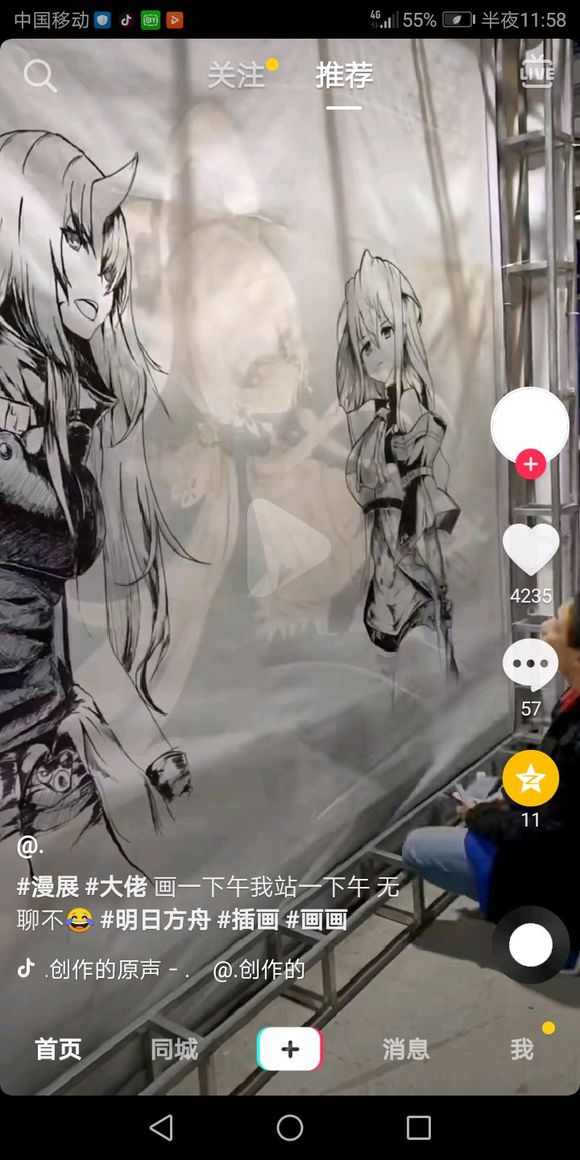 中国移动
4G 55% 半夜11:58
关注 推荐 LIVE
4235
57
11
@.
#漫展 #大佬 画一下午我站一下午 无
聊不😂 #明日方舟 #插画 #画画
.创作的原声 - . @.创作的
首页 同城 消息 我